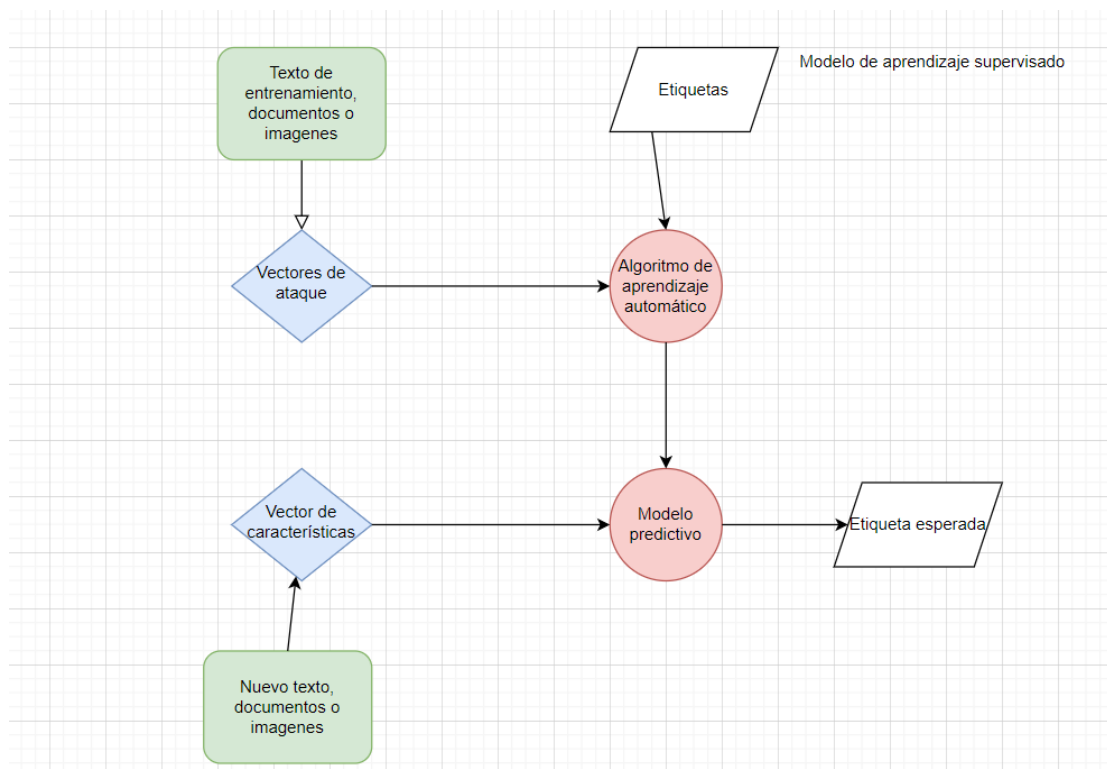 Texto de
entrenamiento,
documentos o
imagenes
Etiquetas
Modelo de aprendizaje supervisado
Vectores de
ataque
Algoritmo de
aprendizaje
automático
Vector de
características
Modelo
predictivo
Etiqueta esperada
Nuevo texto,
documentos o
imagenes